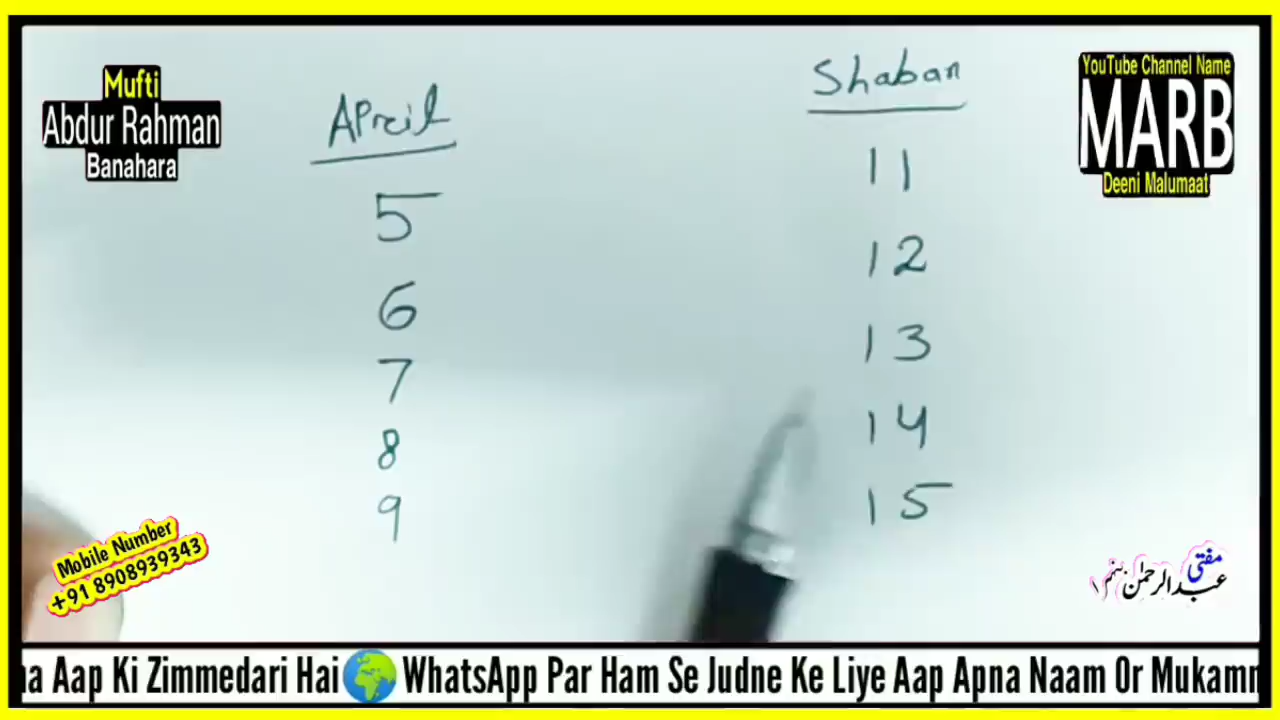 Mufti
Abdur Rahman
Banahara
April
Shaban
YouTube Channel Name
MARB
Deeni Malumaat
5
11
6
12
7
13
8
14
9
15
Mobile Number
+91 8908939343
مفتی
عبدالرحمٰن
Aap Ki Zimmedari Hai WhatsApp Par Ham Se Judne Ke Liye Aap Apna Naam Or